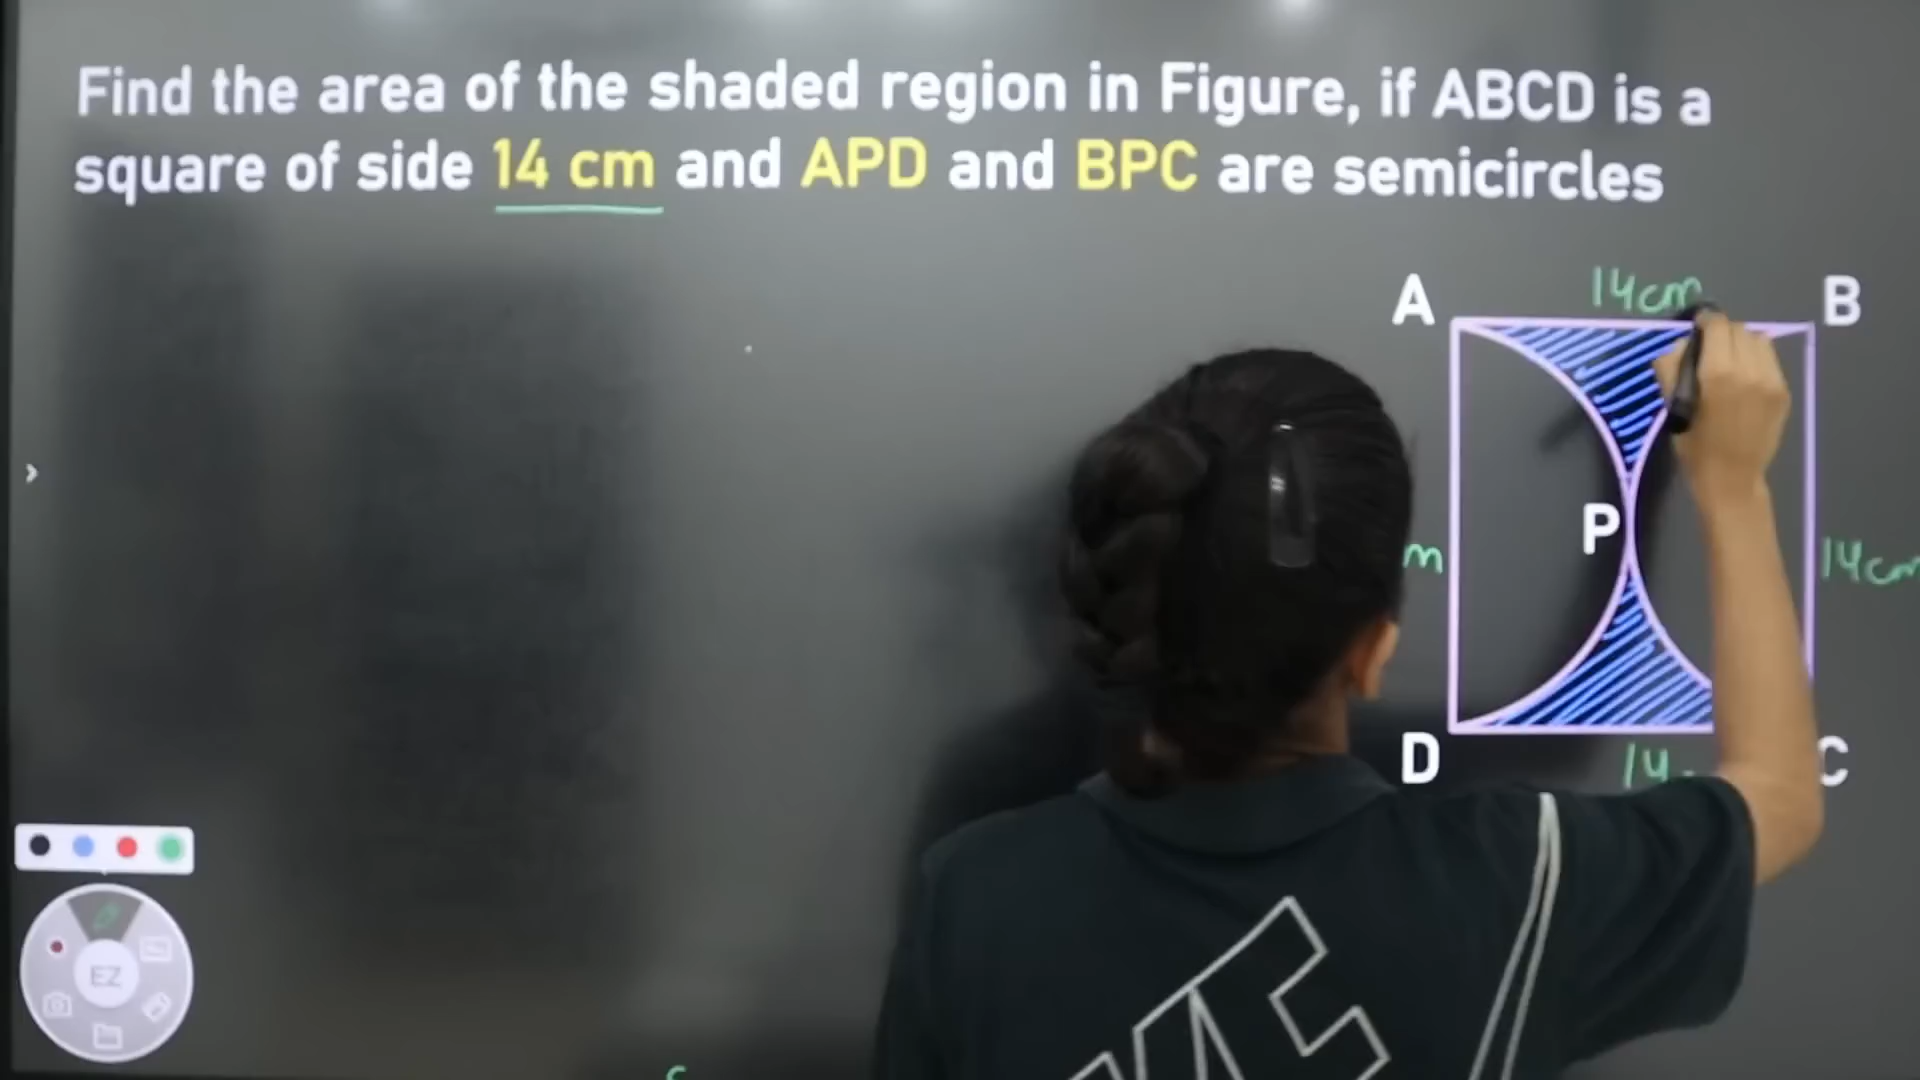 Find the area of the shaded region in Figure, if ABCD is a
square of side 14 cm and APD and BPC are semicircles
14cm
A
B
P
m
14cm
D
14
C
EZ